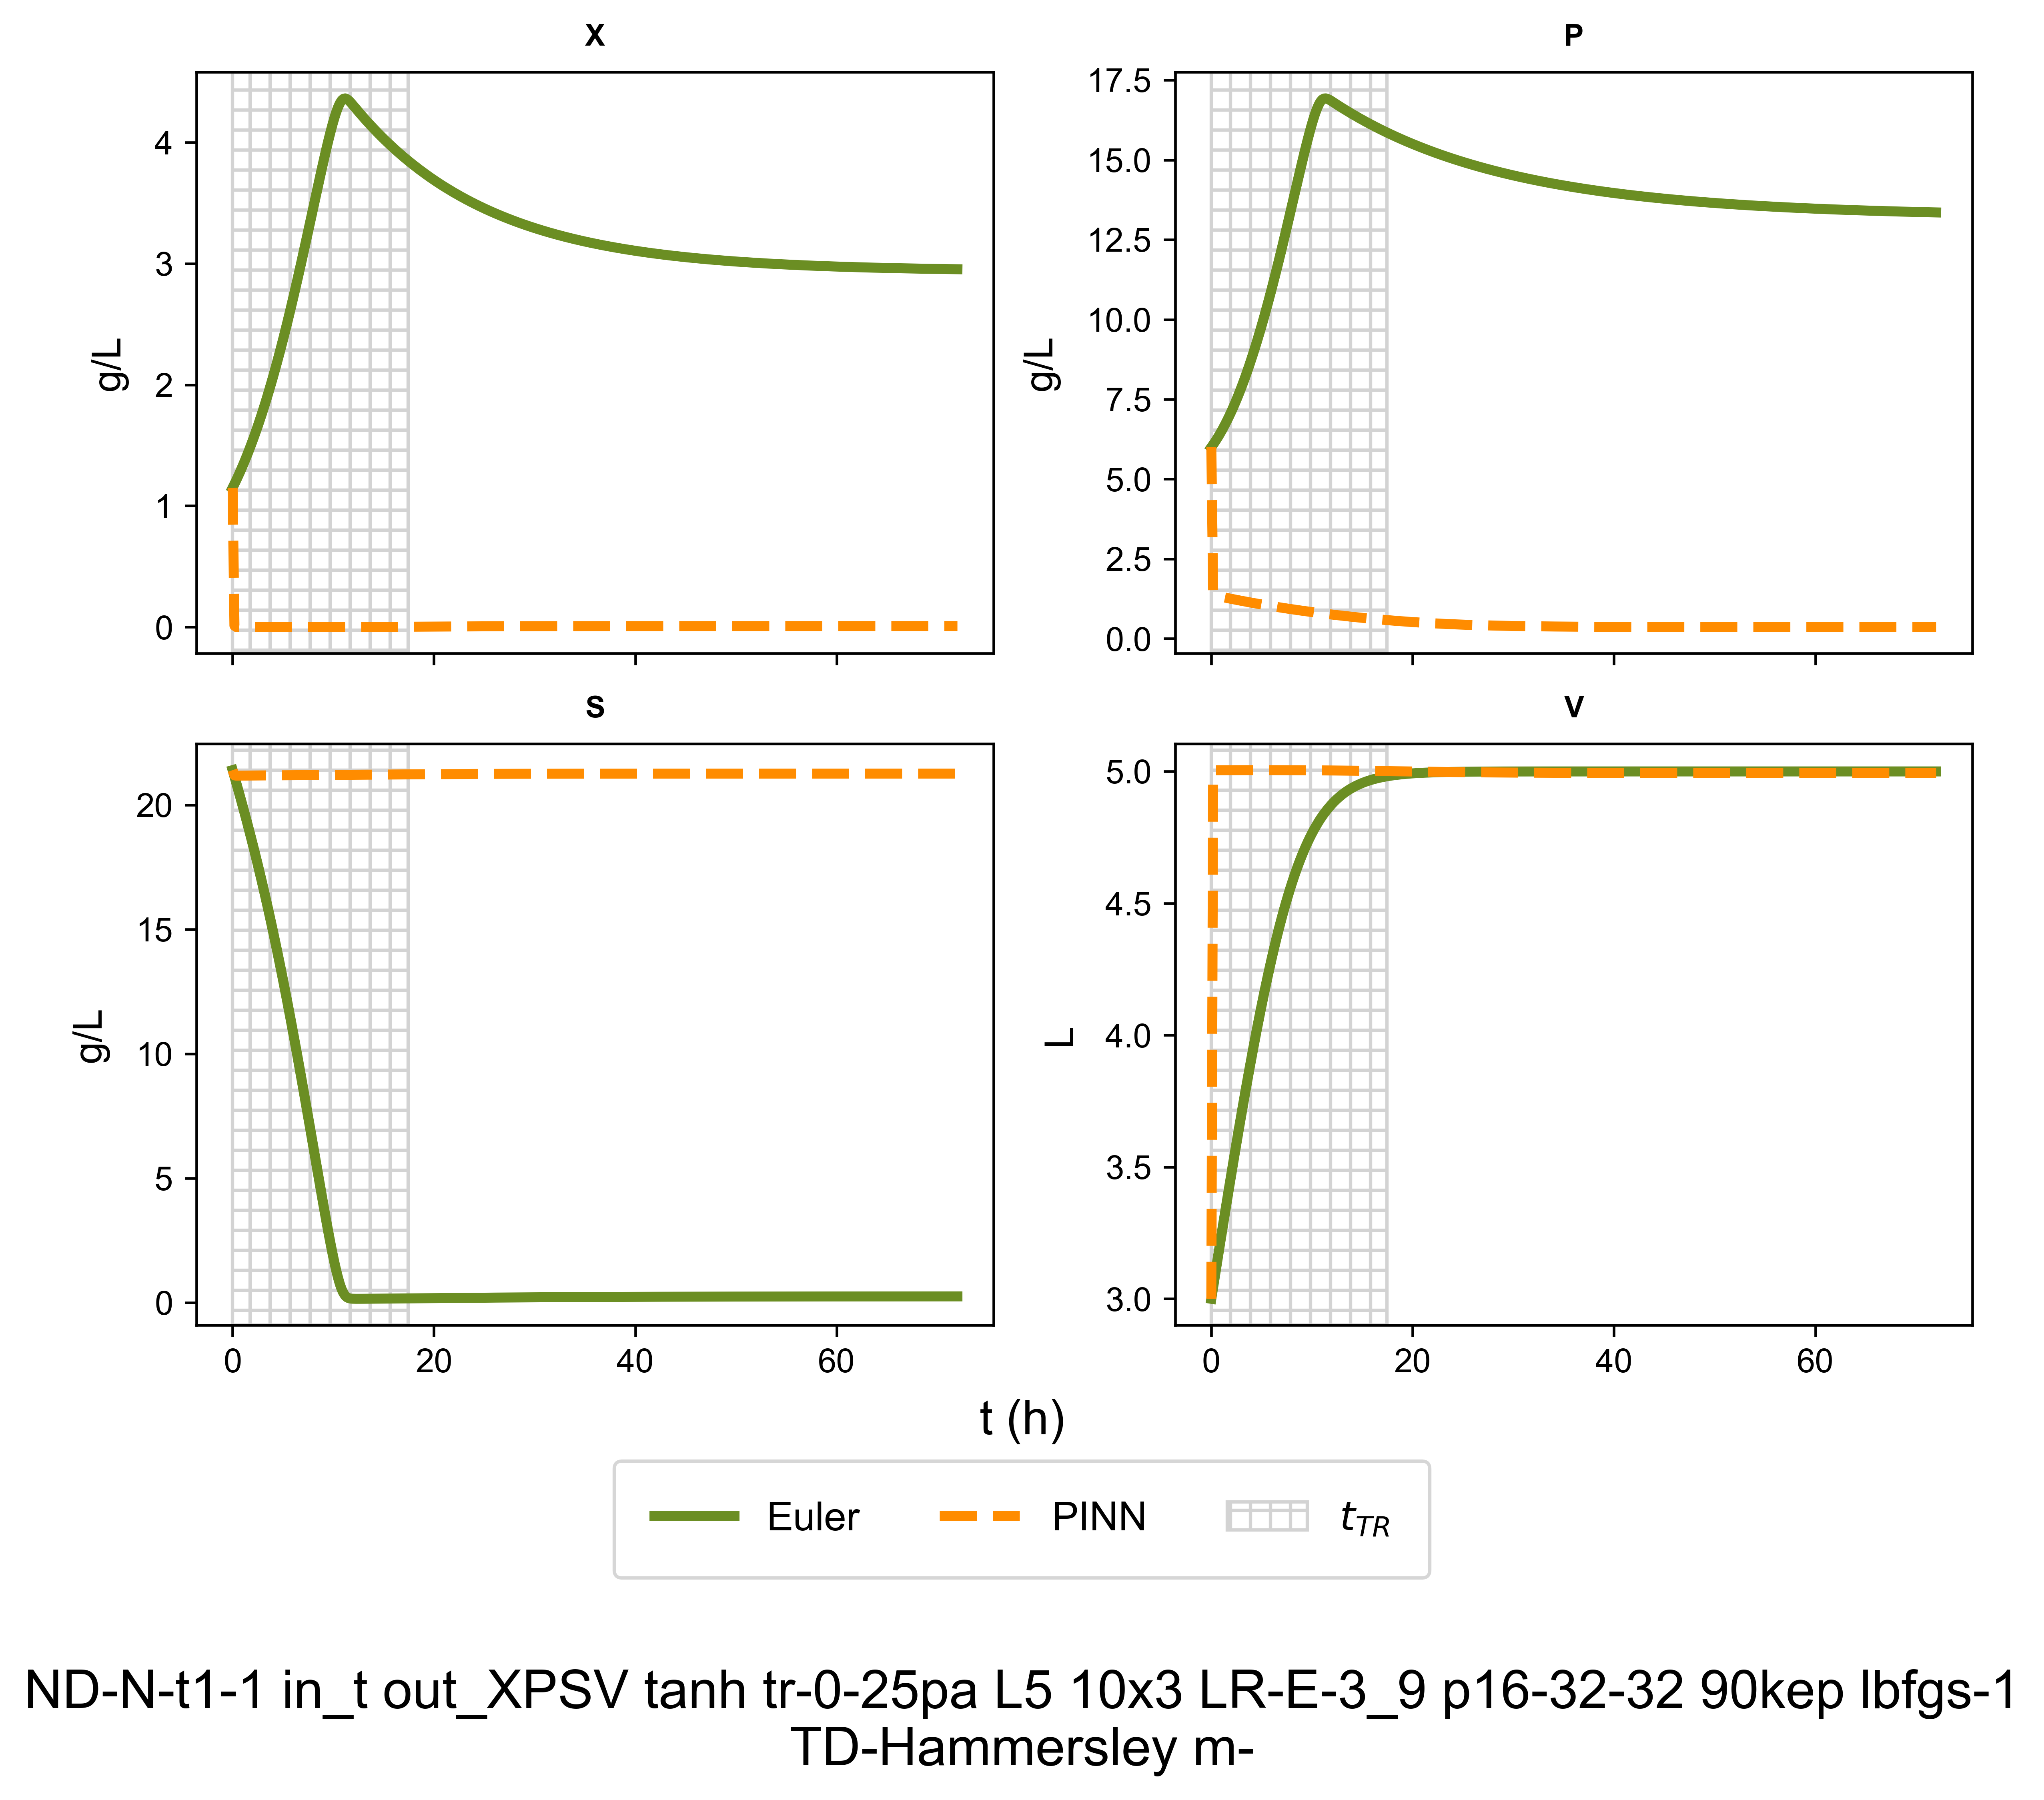 X
P
4
3
2
1
0
g/L
17.5
15.0
12.5
10.0
7.5
5.0
2.5
0.0
g/L
S
V
20
15
10
5
0
g/L
0 20 40 60
5.0
4.5
4.0
3.5
3.0
L
0 20 40 60
t (h)
Euler PINN t_TR
ND-N-t1-1 in_t out_XPSV tanh tr-0-25pa L5 10x3 LR-E-3_9 p16-32-32 90kep lbfgs-1
TD-Hammersley m-